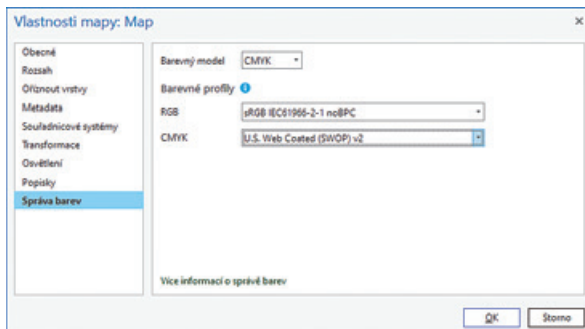 Vlastnosti mapy: Map
Obecné
Rozsah
Oříznout vrstvy
Metadata
Souřadnicové systémy
Transformace
Osvětlení
Popisky
Správa barev
Barevný model CMYK
Barevné profily
RGB sRGB IEC61966-2-1 noBPC
CMYK U.S. Web Coated (SWOP) v2
Více informací o správě barev
OK Storno